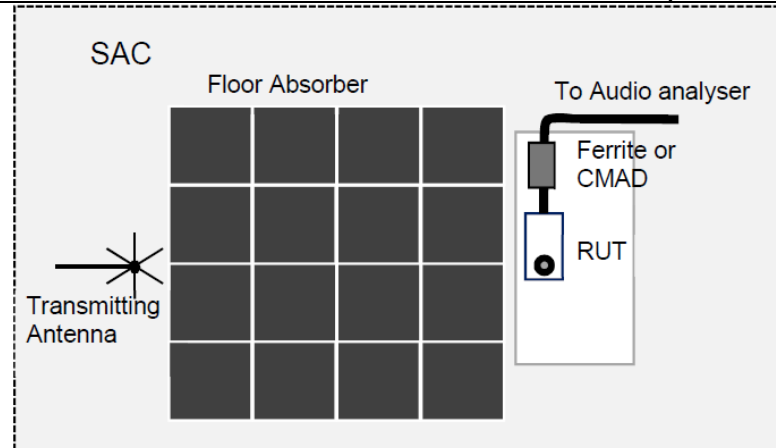 SAC
Floor Absorber
To Audio analyser
Ferrite or
CMAD
RUT
Transmitting
Antenna